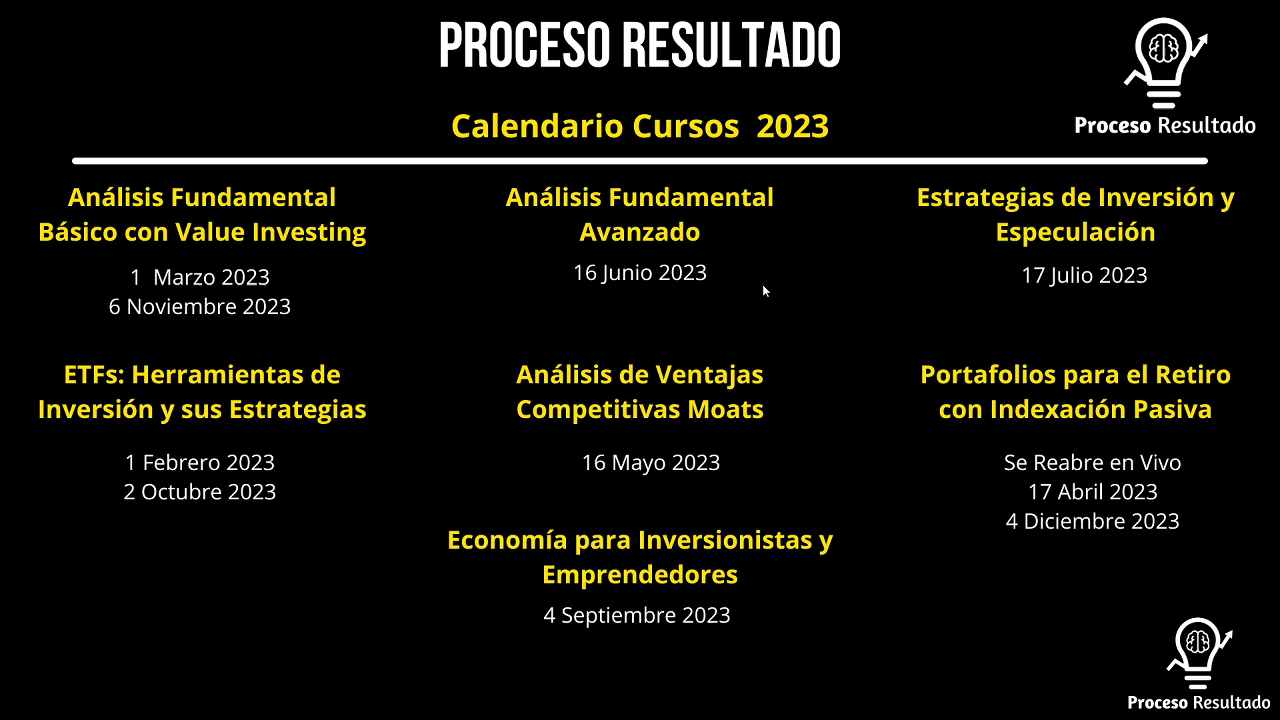 PROCESO RESULTADO
Proceso Resultado
Calendario Cursos 2023
Análisis Fundamental
Básico con Value Investing
1 Marzo 2023
6 Noviembre 2023
Análisis Fundamental
Avanzado
16 Junio 2023
Estrategias de Inversión y
Especulación
17 Julio 2023
ETFs: Herramientas de
Inversión y sus Estrategias
1 Febrero 2023
2 Octubre 2023
Análisis de Ventajas
Competitivas Moats
16 Mayo 2023
Portafolios para el Retiro
con Indexación Pasiva
Se Reabre en Vivo
17 Abril 2023
4 Diciembre 2023
Economía para Inversionistas y
Emprendedores
4 Septiembre 2023
Proceso Resultado